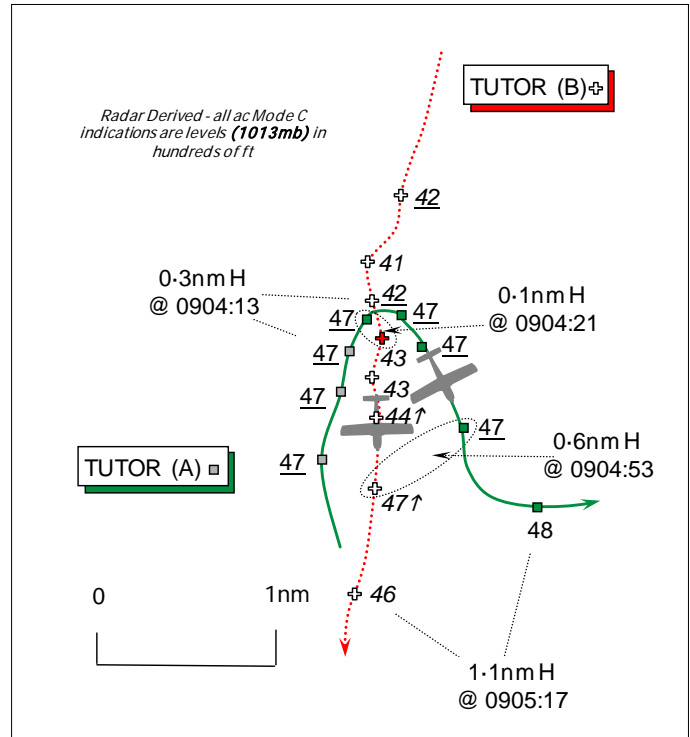 TUTOR (B)
Radar Derived - all ac Mode C
indications are levels (1013mb) in
hundreds of ft
42
41
0·3nm H
@ 0904:13
42
0·1nm H
@ 0904:21
47
47
47
47
43
47
43
44↑
47
47
0·6nm H
@ 0904:53
TUTOR (A)
47↑
48
46
0
1nm
1·1nm H
@ 0905:17